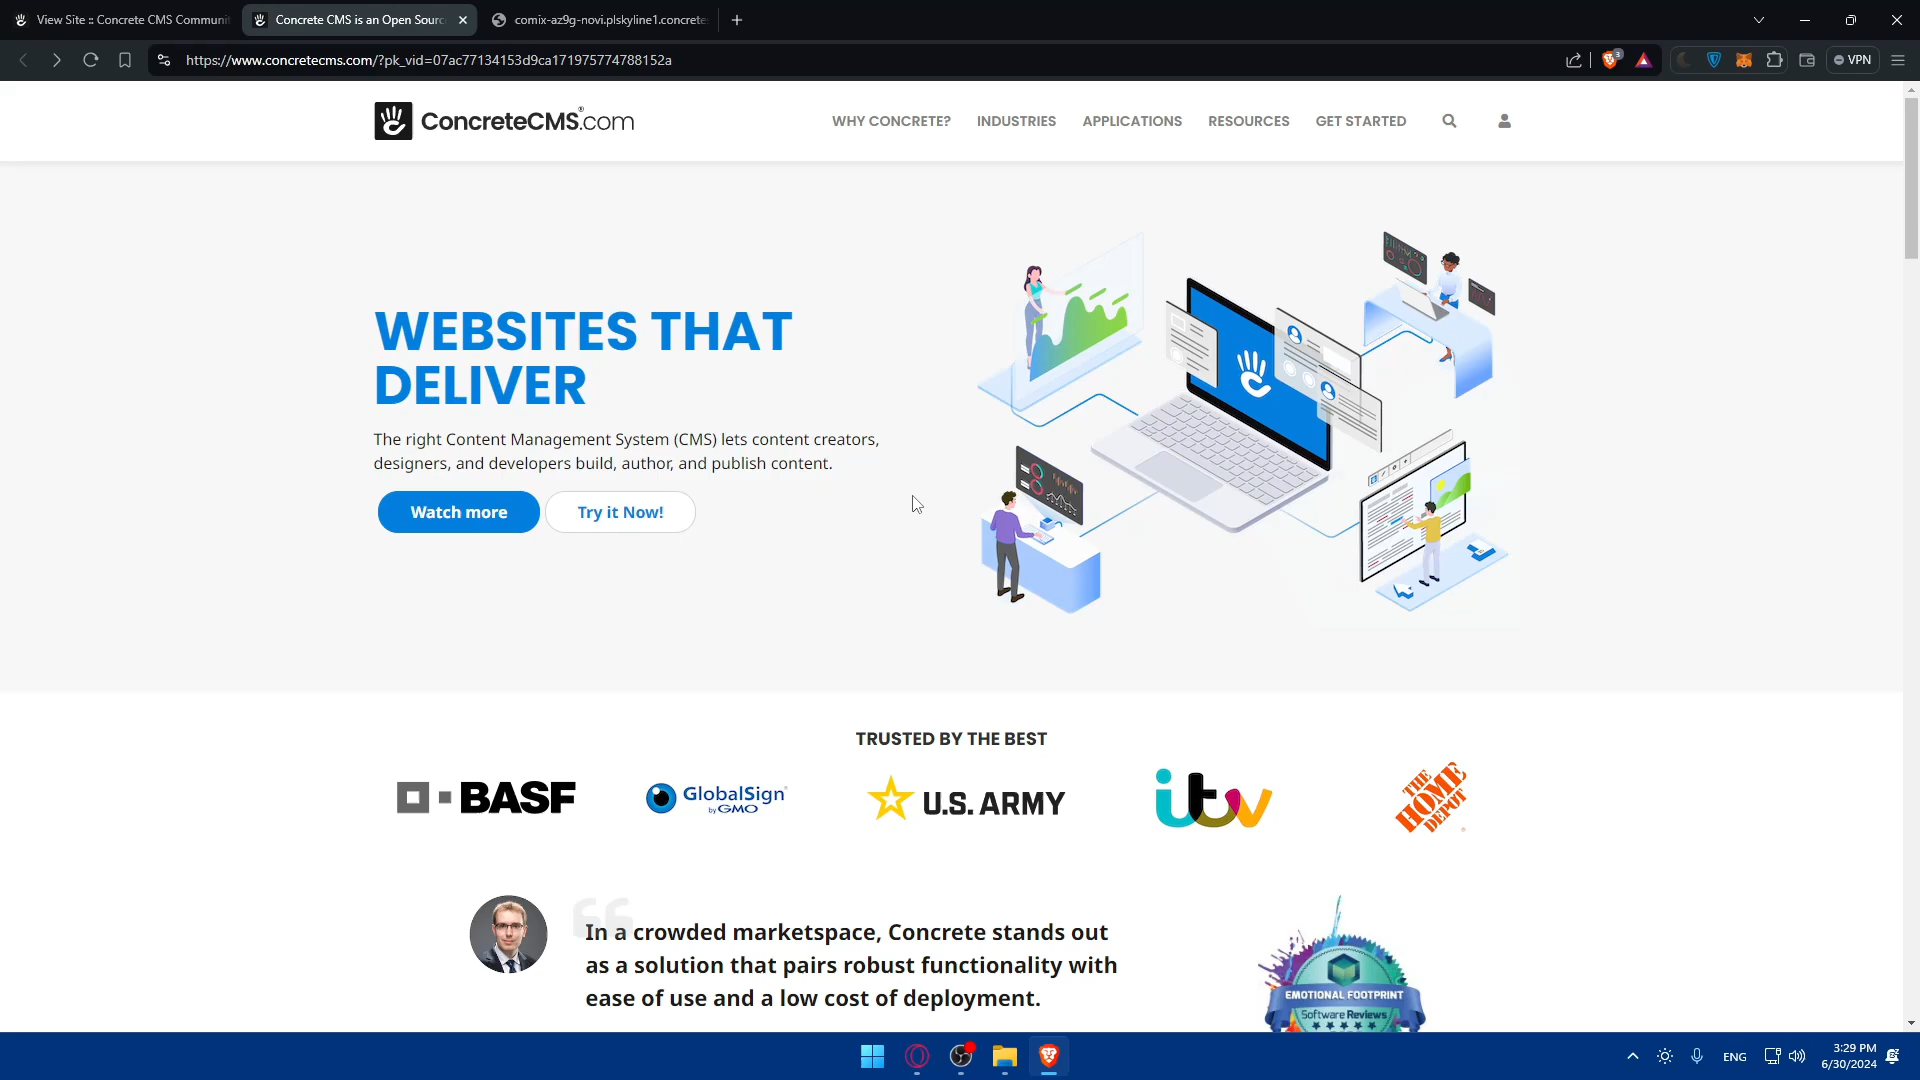 View Site :: Concrete CMS Communi
Concrete CMS is an Open Sourc
comix-az9g-novi.plskyline1.concrete
https://www.concretecms.com/?pk_vid=07ac77134153d9ca171975774788152a
3
VPN
ConcreteCMS.com
WHY CONCRETE?
INDUSTRIES
APPLICATIONS
RESOURCES
GET STARTED
WEBSITES THAT
DELIVER
The right Content Management System (CMS) lets content creators,
designers, and developers build, author, and publish content.
Watch more
Try it Now!
TRUSTED BY THE BEST
BASF
GlobalSign
by GMO
U.S. ARMY
itv
THE HOME DEPOT
In a crowded marketspace, Concrete stands out
as a solution that pairs robust functionality with
ease of use and a low cost of deployment.
EMOTIONAL FOOTPRINT
Software Reviews
ENG
3:29 PM
6/30/2024